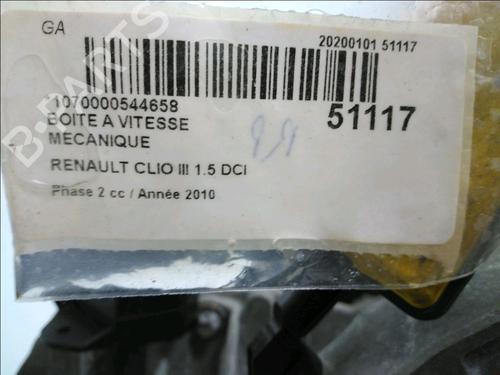 GA
20200101 51117
1070000544658
51117
BOITE A VITESSE
MECANIQUE
RENAULT CLIO III 1.5 DCI
Phase 2 cc / Année 2010
B-PARTS